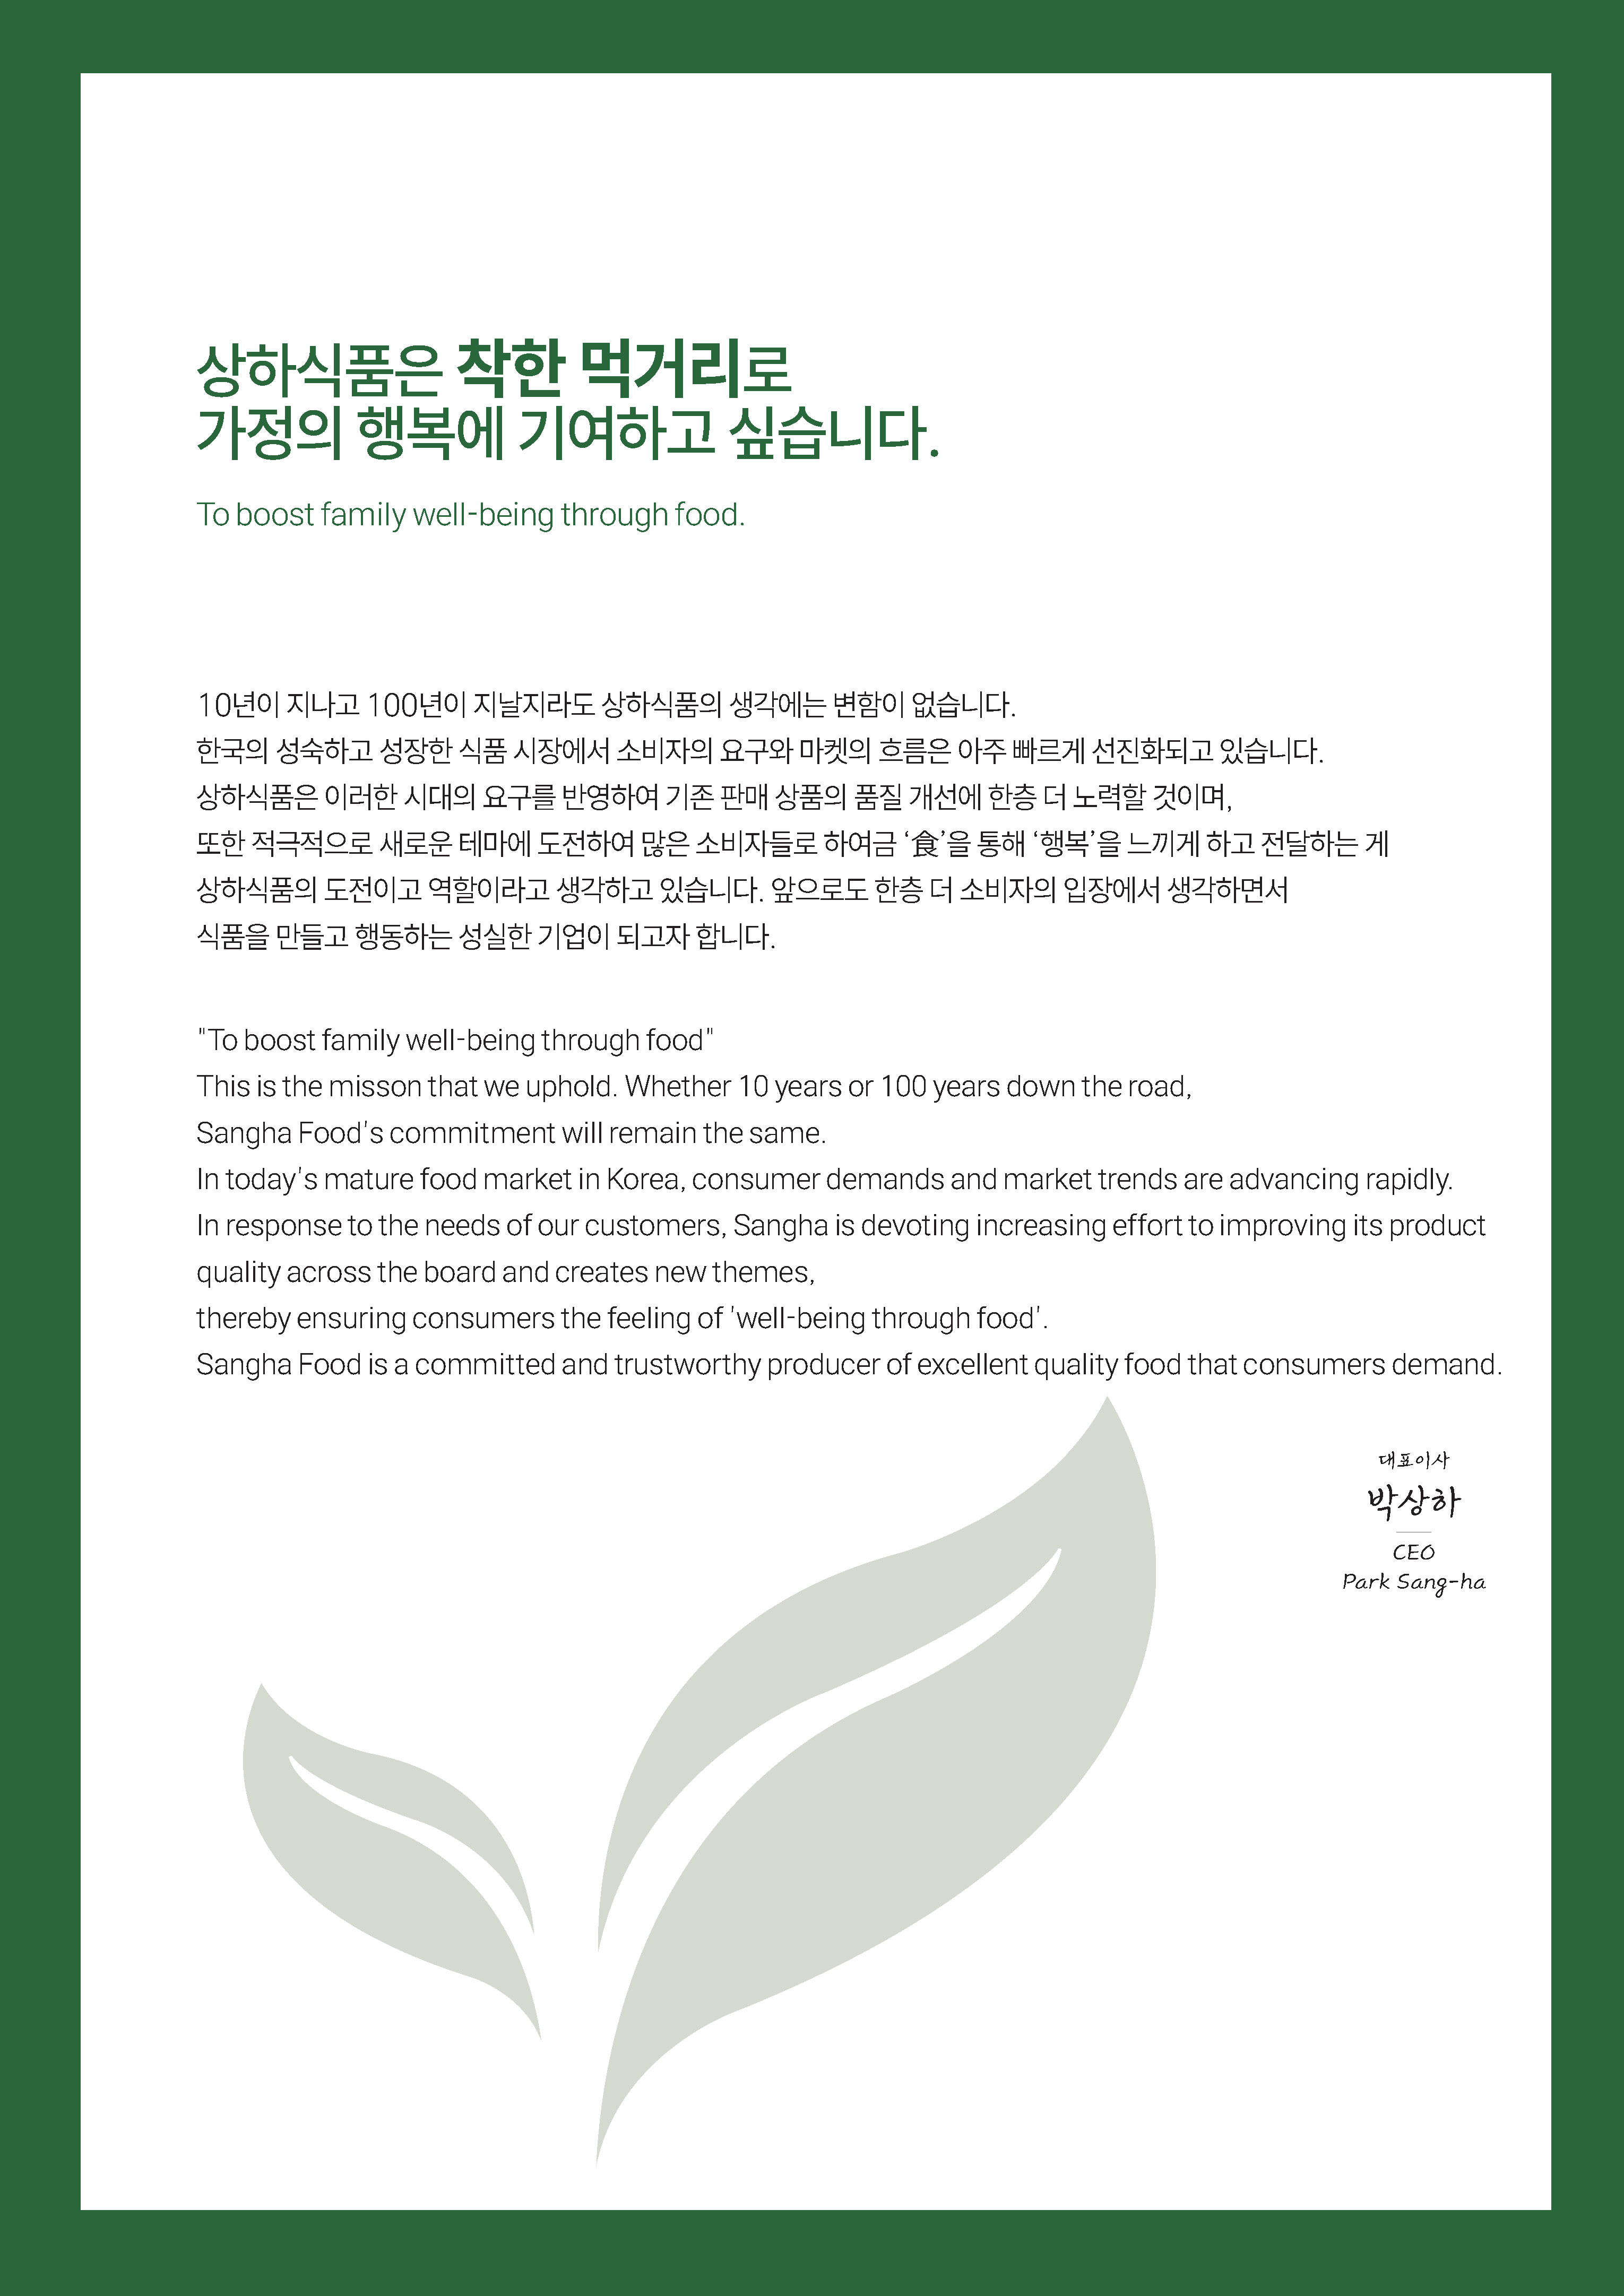 상하식품은 착한 먹거리로
가정의 행복에 기여하고 싶습니다.
To boost family well-being through food.
10년이 지나고 100년이 지날지라도 상하식품의 생각에는 변함이 없습니다.
한국의 성숙하고 성장한 식품 시장에서 소비자의 요구와 마켓의 흐름은 아주 빠르게 선진화되고 있습니다.
상하식품은 이러한 시대의 요구를 반영하여 기존 판매 상품의 품질 개선에 한층 더 노력할 것이며,
또한 적극적으로 새로운 테마에 도전하여 많은 소비자들로 하여금 ‘食’을 통해 ‘행복’을 느끼게 하고 전달하는 게
상하식품의 도전이고 역할이라고 생각하고 있습니다. 앞으로도 한층 더 소비자의 입장에서 생각하면서
식품을 만들고 행동하는 성실한 기업이 되고자 합니다.
"To boost family well-being through food"
This is the misson that we uphold. Whether 10 years or 100 years down the road,
Sangha Food's commitment will remain the same.
In today's mature food market in Korea, consumer demands and market trends are advancing rapidly.
In response to the needs of our customers, Sangha is devoting increasing effort to improving its product
quality across the board and creates new themes,
thereby ensuring consumers the feeling of 'well-being through food'.
Sangha Food is a committed and trustworthy producer of excellent quality food that consumers demand.
대표이사
박상하
CEO
Park Sang-ha